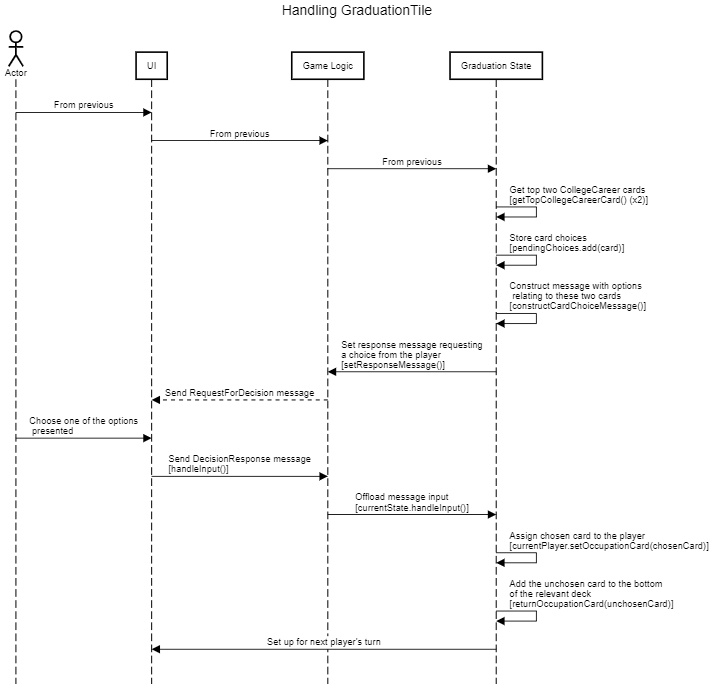 Handling GraduationTile
Actor
UI
Game Logic
Graduation State
From previous
From previous
From previous
Get top two CollegeCareer cards
[getTopCollegeCareerCard() (x2)]
Store card choices
[pendingChoices.add(card)]
Construct message with options
relating to these two cards
[constructCardChoiceMessage()]
Set response message requesting
a choice from the player
[setResponseMessage()]
Send RequestForDecision message
Choose one of the options
presented
Send DecisionResponse message
[handleInput()]
Offload message input
[currentState.handleInput()]
Assign chosen card to the player
[currentPlayer.setOccupationCard(chosenCard)]
Add the unchosen card to the bottom
of the relevant deck
[returnOccupationCard(unchosenCard)]
Set up for next player's turn